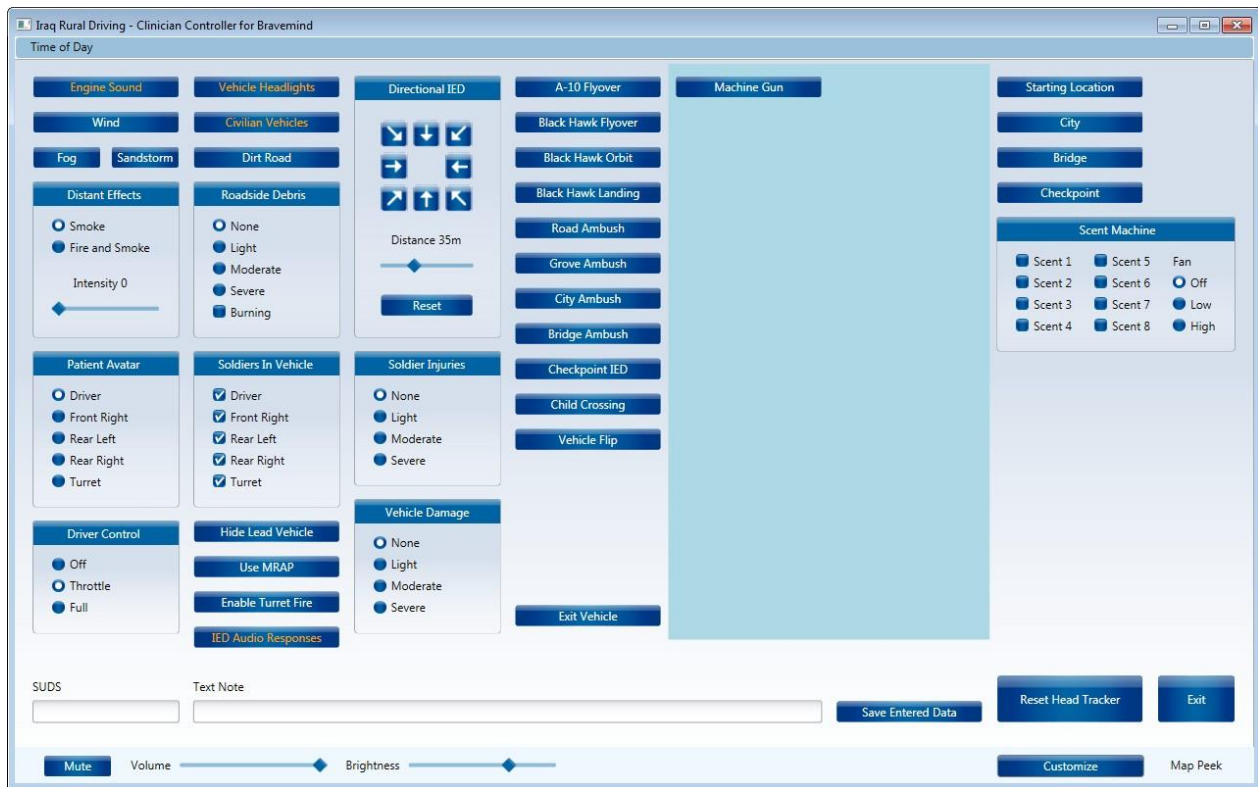 Iraq Rural Driving - Clinician Controller for Bravemind
Time of Day
Engine Sound
Wind
Fog
Sandstorm
Distant Effects
Smoke
Fire and Smoke
Intensity 0
Patient Avatar
Driver
Front Right
Rear Left
Rear Right
Turret
Driver Control
Off
Throttle
Full
Vehicle Headlights
Civilian Vehicles
Dirt Road
Roadside Debris
None
Light
Moderate
Severe
Burning
Soldiers In Vehicle
Driver
Front Right
Rear Left
Rear Right
Turret
Hide Lead Vehicle
Use MRAP
Enable Turret Fire
IED Audio Responses
Directional IED
Distance 35m
Reset
Soldier Injuries
None
Light
Moderate
Severe
Vehicle Damage
None
Light
Moderate
Severe
A-10 Flyover
Black Hawk Flyover
Black Hawk Orbit
Black Hawk Landing
Road Ambush
Grove Ambush
City Ambush
Bridge Ambush
Checkpoint IED
Child Crossing
Vehicle Flip
Exit Vehicle
Machine Gun
Starting Location
City
Bridge
Checkpoint
Scent Machine
Scent 1 Scent 5 Fan
Scent 2 Scent 6 Off
Scent 3 Scent 7 Low
Scent 4 Scent 8 High
SUDS
Text Note
Save Entered Data
Reset Head Tracker
Exit
Mute
Volume
Brightness
Customize
Map Peek